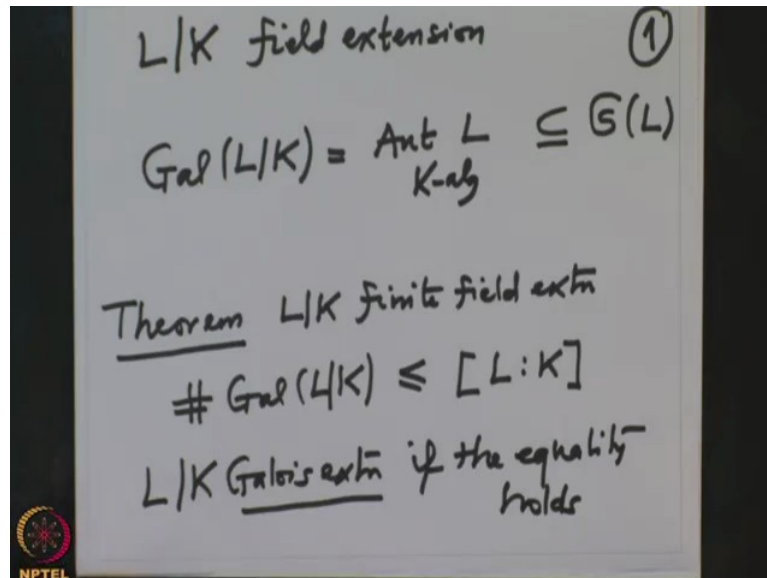 L|K field extension ①
Gal(L|K) = Aut L ⊆ 𝔖(L)
K-alg
Theorem L|K finite field extn
# Gal(L|K) ≤ [L:K]
L|K Galois extn if the equality
holds
NPTEL